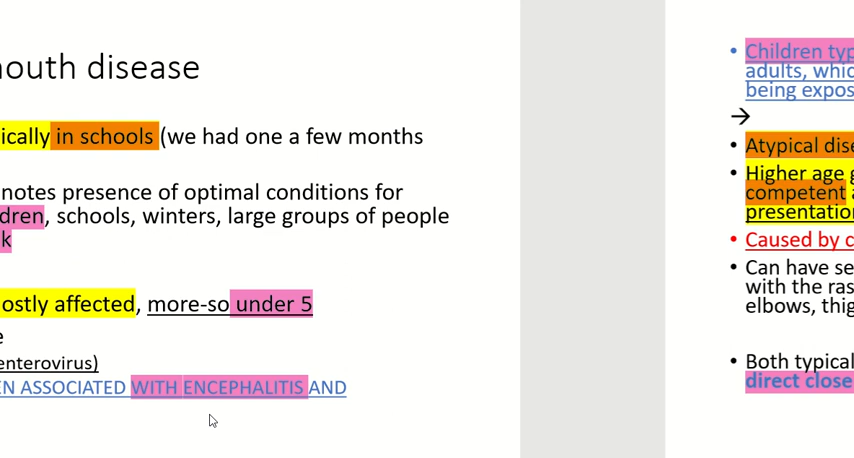 outh disease
ically in schools (we had one a few months
notes presence of optimal conditions for
dren, schools, winters, large groups of people
k
ostly affected, more-so under 5
e
enterovirus)
EN ASSOCIATED WITH ENCEPHALITIS AND
• Children typ
adults, whic
being expos
→
• Atypical dise
• Higher age g
competent a
presentation
• Caused by c
• Can have se
with the ras
elbows, thig
• Both typical
direct close